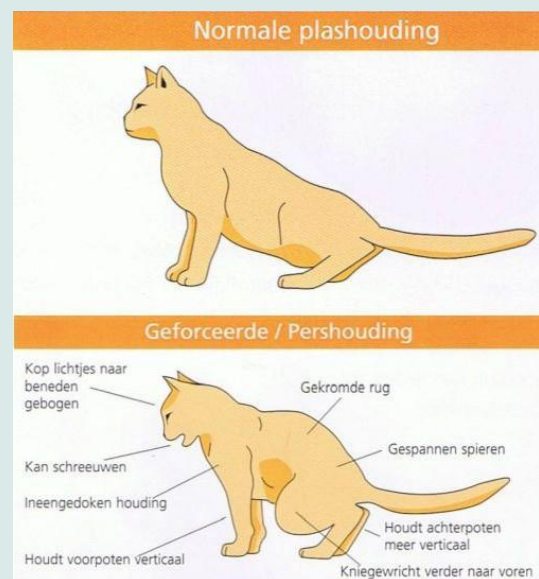 Normale plashouding
Geforceerde / Pershouding
Kop lichtjes naar
beneden
gebogen
Gekromde rug
Kan schreeuwen
Gespannen spieren
Ineengedoken houding
Houdt achterpoten
meer verticaal
Houdt voorpoten verticaal
Kniegewricht verder naar voren